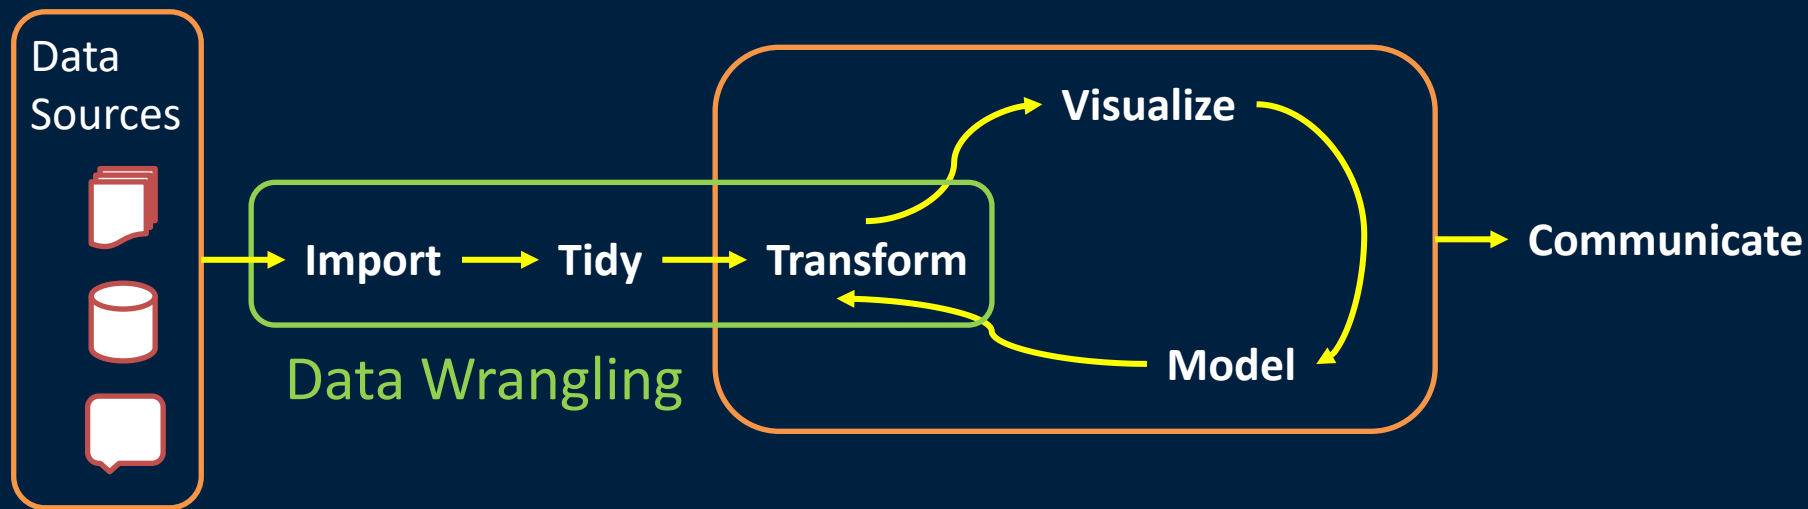 Data
Sources
Visualize
Import
Tidy
Transform
Communicate
Model
Data Wrangling